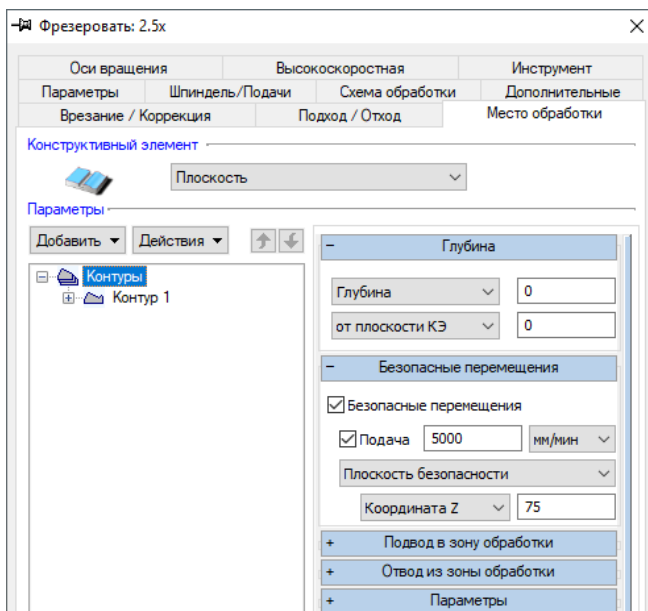 Фрезеровать: 2.5x
Оси вращения Высокоскоростная Инструмент
Параметры Шпиндель/Подачи Схема обработки Дополнительные
Врезание / Коррекция Подход / Отход Место обработки
Конструктивный элемент
Плоскость
Параметры
Добавить Действия
Контуры
Контур 1
Глубина
Глубина 0
от плоскости КЭ 0
Безопасные перемещения
Безопасные перемещения
Подача 5000 мм/мин
Плоскость безопасности
Координата Z 75
Подвод в зону обработки
Отвод из зоны обработки
Параметры